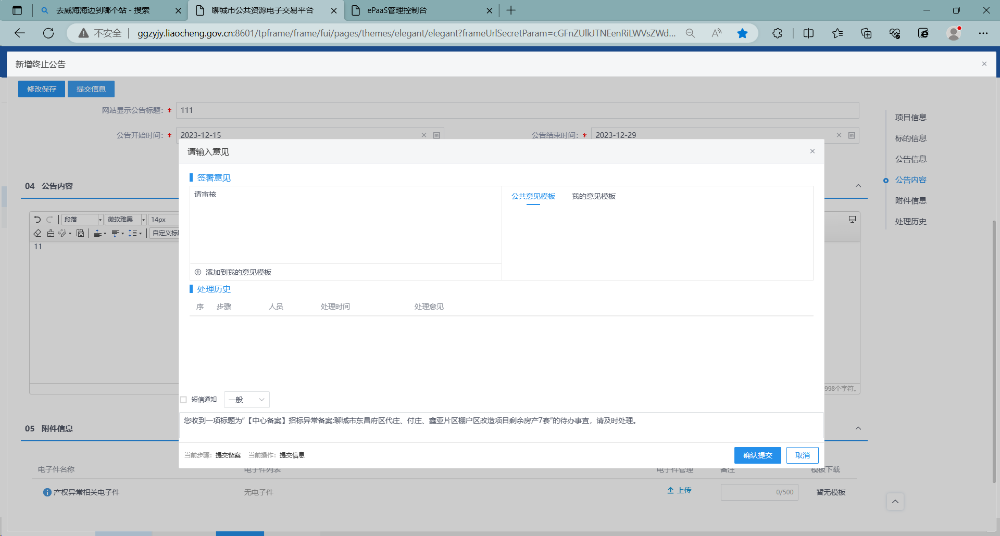 去威海海边到哪个站 - 搜索
聊城市公共资源电子交易平台
ePaaS管理控制台
不安全
ggzyjy.liaocheng.gov.cn:8601/tpframe/frame/fui/pages/themes/elegant/elegant?frameUrlSecretParam=cGFnZUlkJTNEenRiLWVsZWd...
新增终止公告
修改保存
提交信息
网站显示公告标题：* 111
公告开始时间：* 2023-12-15
公告结束时间：* 2023-12-29
项目信息
标的信息
公告信息
公告内容
附件信息
处理历史
请输入意见
签署意见
请审核
公共意见模板
我的意见模板
添加到我的意见模板
处理历史
序 步骤 人员 处理时间 处理意见
04 公告内容
段落 微软雅黑 14px
自定义标
11
998个字符。
短信通知 一般
您收到一项标题为“【中心备案】招标异常备案:聊城市东昌府区代庄、付庄、鑫亚片区棚户区改造项目剩余房产7套”的待办事宜，请及时处理。
当前步骤：提交备案 当前操作：提交信息
确认提交
取消
05 附件信息
电子件名称 电子件列表 电子件管理 备注 模板下载
产权异常相关电子件 无电子件 上传 0/500 暂无模板